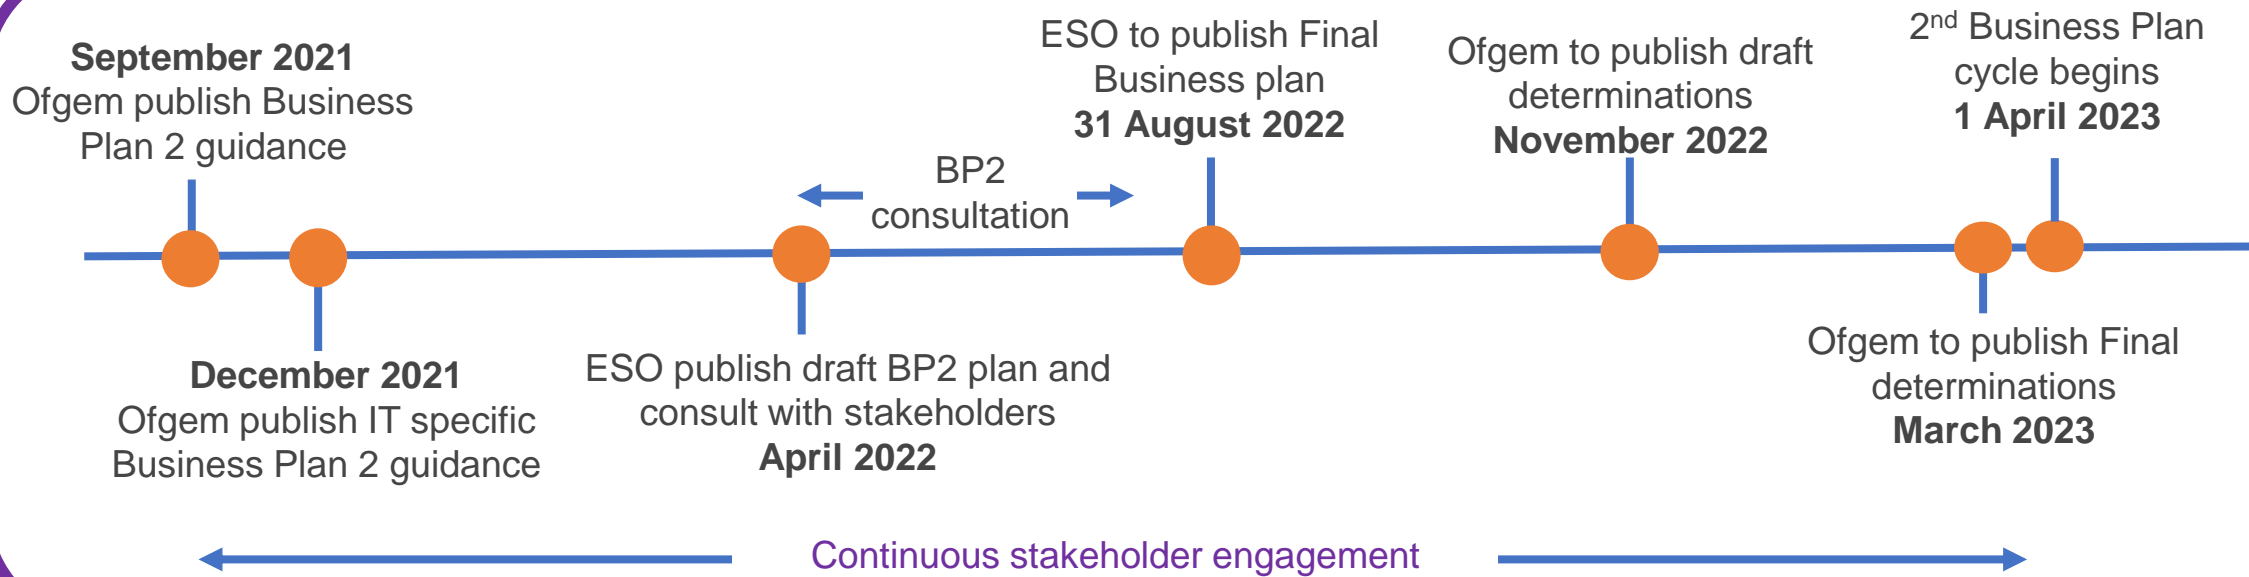 September 2021
Ofgem publish Business
Plan 2 guidance
December 2021
Ofgem publish IT specific
Business Plan 2 guidance
ESO publish draft BP2 plan and
consult with stakeholders
April 2022
BP2
consultation
ESO to publish Final
Business plan
31 August 2022
Ofgem to publish draft
determinations
November 2022
Ofgem to publish Final
determinations
March 2023
2nd Business Plan
cycle begins
1 April 2023
Continuous stakeholder engagement